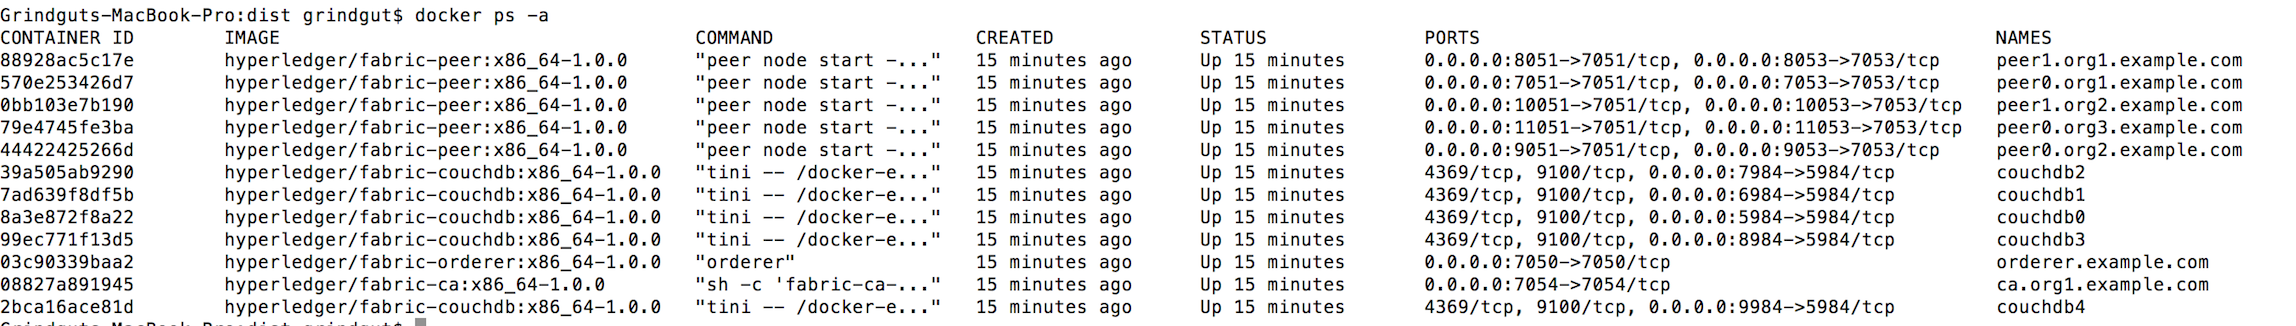 Grindguts-MacBook-Pro:dist grindgut$ docker ps -a
CONTAINER ID IMAGE COMMAND CREATED STATUS PORTS NAMES
88928ac5c17e hyperledger/fabric-peer:x86_64-1.0.0 "peer node start -..." 15 minutes ago Up 15 minutes 0.0.0.0:8051->7051/tcp, 0.0.0.0:8053->7053/tcp peer1.org1.example.com
570e253426d7 hyperledger/fabric-peer:x86_64-1.0.0 "peer node start -..." 15 minutes ago Up 15 minutes 0.0.0.0:7051->7051/tcp, 0.0.0.0:7053->7053/tcp peer0.org1.example.com
0bb103e7b190 hyperledger/fabric-peer:x86_64-1.0.0 "peer node start -..." 15 minutes ago Up 15 minutes 0.0.0.0:10051->7051/tcp, 0.0.0.0:10053->7053/tcp peer1.org2.example.com
79e4745fe3ba hyperledger/fabric-peer:x86_64-1.0.0 "peer node start -..." 15 minutes ago Up 15 minutes 0.0.0.0:11051->7051/tcp, 0.0.0.0:11053->7053/tcp peer0.org3.example.com
44422425266d hyperledger/fabric-peer:x86_64-1.0.0 "peer node start -..." 15 minutes ago Up 15 minutes 0.0.0.0:9051->7051/tcp, 0.0.0.0:9053->7053/tcp peer0.org2.example.com
39a505ab9290 hyperledger/fabric-couchdb:x86_64-1.0.0 "tini -- /docker-e..." 15 minutes ago Up 15 minutes 4369/tcp, 9100/tcp, 0.0.0.0:7984->5984/tcp couchdb2
7ad639f8df5b hyperledger/fabric-couchdb:x86_64-1.0.0 "tini -- /docker-e..." 15 minutes ago Up 15 minutes 4369/tcp, 9100/tcp, 0.0.0.0:6984->5984/tcp couchdb1
8a3e872f8a22 hyperledger/fabric-couchdb:x86_64-1.0.0 "tini -- /docker-e..." 15 minutes ago Up 15 minutes 4369/tcp, 9100/tcp, 0.0.0.0:5984->5984/tcp couchdb0
99ec771f13d5 hyperledger/fabric-couchdb:x86_64-1.0.0 "tini -- /docker-e..." 15 minutes ago Up 15 minutes 4369/tcp, 9100/tcp, 0.0.0.0:8984->5984/tcp couchdb3
03c90339baa2 hyperledger/fabric-orderer:x86_64-1.0.0 "orderer" 15 minutes ago Up 15 minutes 0.0.0.0:7050->7050/tcp orderer.example.com
08827a891945 hyperledger/fabric-ca:x86_64-1.0.0 "sh -c 'fabric-ca-..." 15 minutes ago Up 15 minutes 0.0.0.0:7054->7054/tcp ca.org1.example.com
2bca16ace81d hyperledger/fabric-couchdb:x86_64-1.0.0 "tini -- /docker-e..." 15 minutes ago Up 15 minutes 4369/tcp, 9100/tcp, 0.0.0.0:9984->5984/tcp couchdb4
Grindguts-MacBook-Pro:dist grindgut$